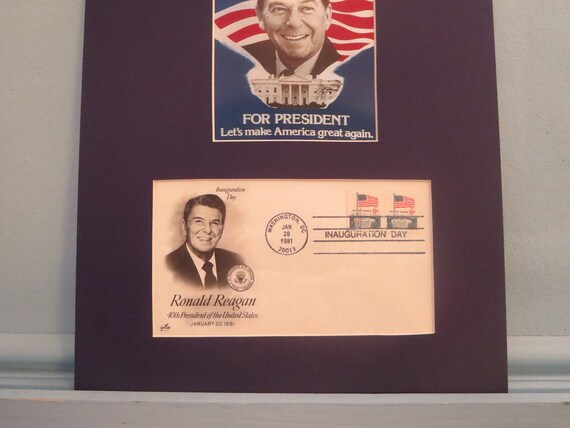 FOR PRESIDENT
Let's make America great again.
Inauguration
Day
WASHINGTON, DC
JAN
20
1981
20013
INAUGURATION DAY
Ronald Reagan
40th President of the United States
JANUARY 20, 1981